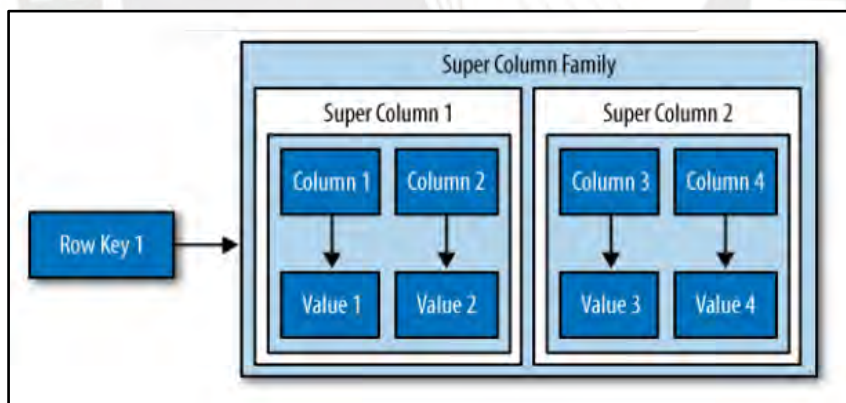 Super Column Family
Super Column 1
Super Column 2
Column 1
Column 2
Column 3
Column 4
Row Key 1
Value 1
Value 2
Value 3
Value 4